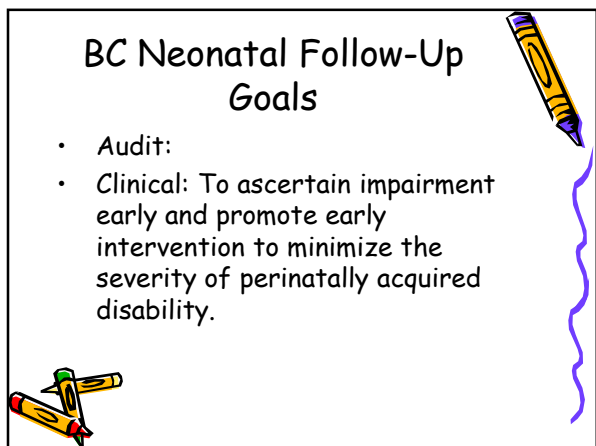 BC Neonatal Follow-Up
Goals
• Audit:
• Clinical: To ascertain impairment
early and promote early
intervention to minimize the
severity of perinatally acquired
disability.